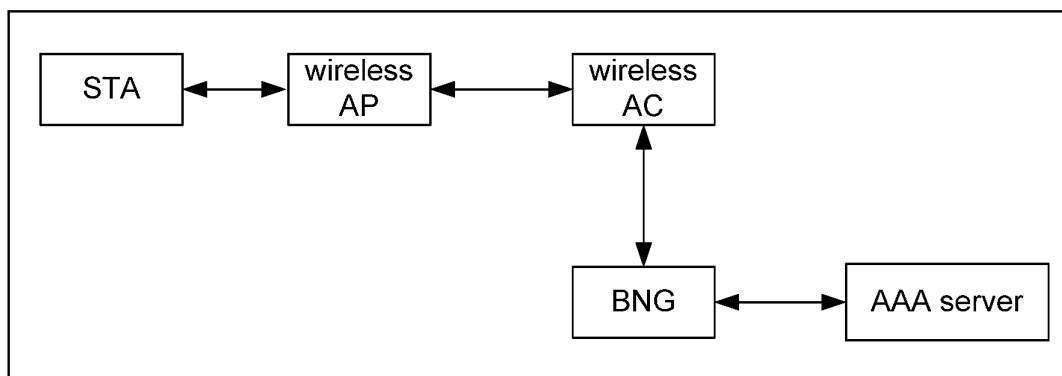 STA
wireless
AP
wireless
AC
BNG
AAA server